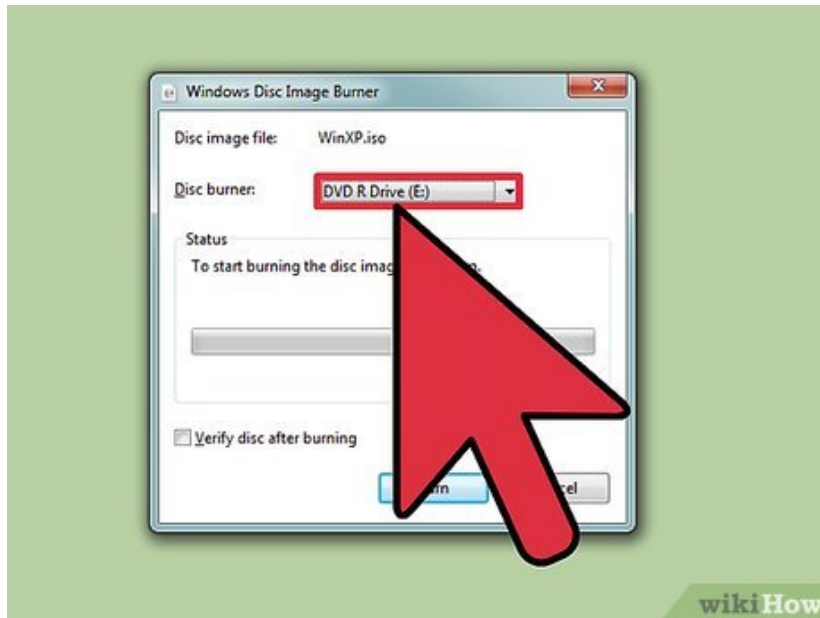 Windows Disc Image Burner
Disc image file: WinXP.iso
Disc burner: DVD R Drive (E:)
Status
To start burning the disc
Verify disc after burning
wikiHow